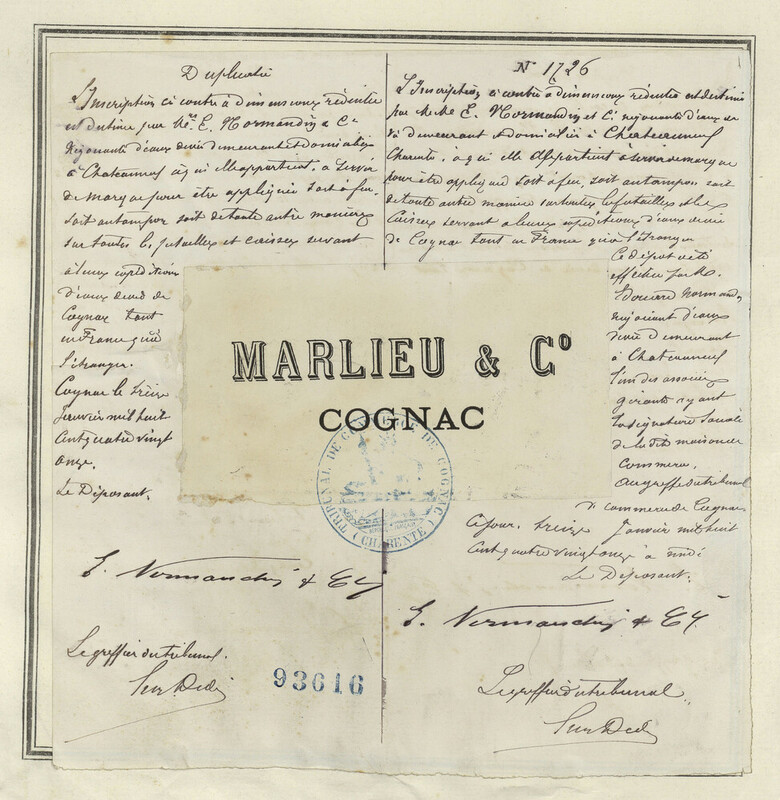 Duplicata
L'Inscription ci contre à dimensions réduites
est destinée par Mrs. E. Normandin & Cie
Négociants d'eaux de vie demeurant et domiciliés
à Chateauneuf à qui elle appartient, à servir
de Marque pour être appliquée soit à feu,
soit au tampon soit de toute autre manière
sur toutes les futailles et caisses servant
à leurs expéditions
d'eaux de vie de
Cognac tant
en France qu'à
l'étranger.
Cognac le treize
Janvier mil huit
cent quatre vingt
onze.
Le Déposant.
E. Normandin & Cie
Le greffier du tribunal.
93616
N 1726
L'Inscription ci contre à dimensions réduites est destinée
par MM E. Normandin et Cie négociants d'eaux de
vie demeurant & domiciliés à Châteauneuf
Charente, à qui elle appartient à servir de marque
pour être appliquée soit à feu, soit au tampon soit
de toute autre manière sur toutes les futailles et les
Caisses servant à leurs expéditions d'eaux de vie
de Cognac tant en France qu'à l'étranger
Ce dépôt a été
effectué par M.
Edouard Normandin
négociant d'eaux
de vie demeurant
à Chateauneuf
l'un des associés
gérants ayant
la signature sociale
de la dite maison de
commerce,
au greffe du tribunal
de commerce de Cognac
ce jour, treize Janvier mil huit
cent quatre vingt onze à midi
Le Déposant.
E. Normandin & Cie
Le greffier du tribunal
MARLIEU & Co
COGNAC
TRIBUNAL DE COMMERCE DE COGNAC
(CHARENTE)